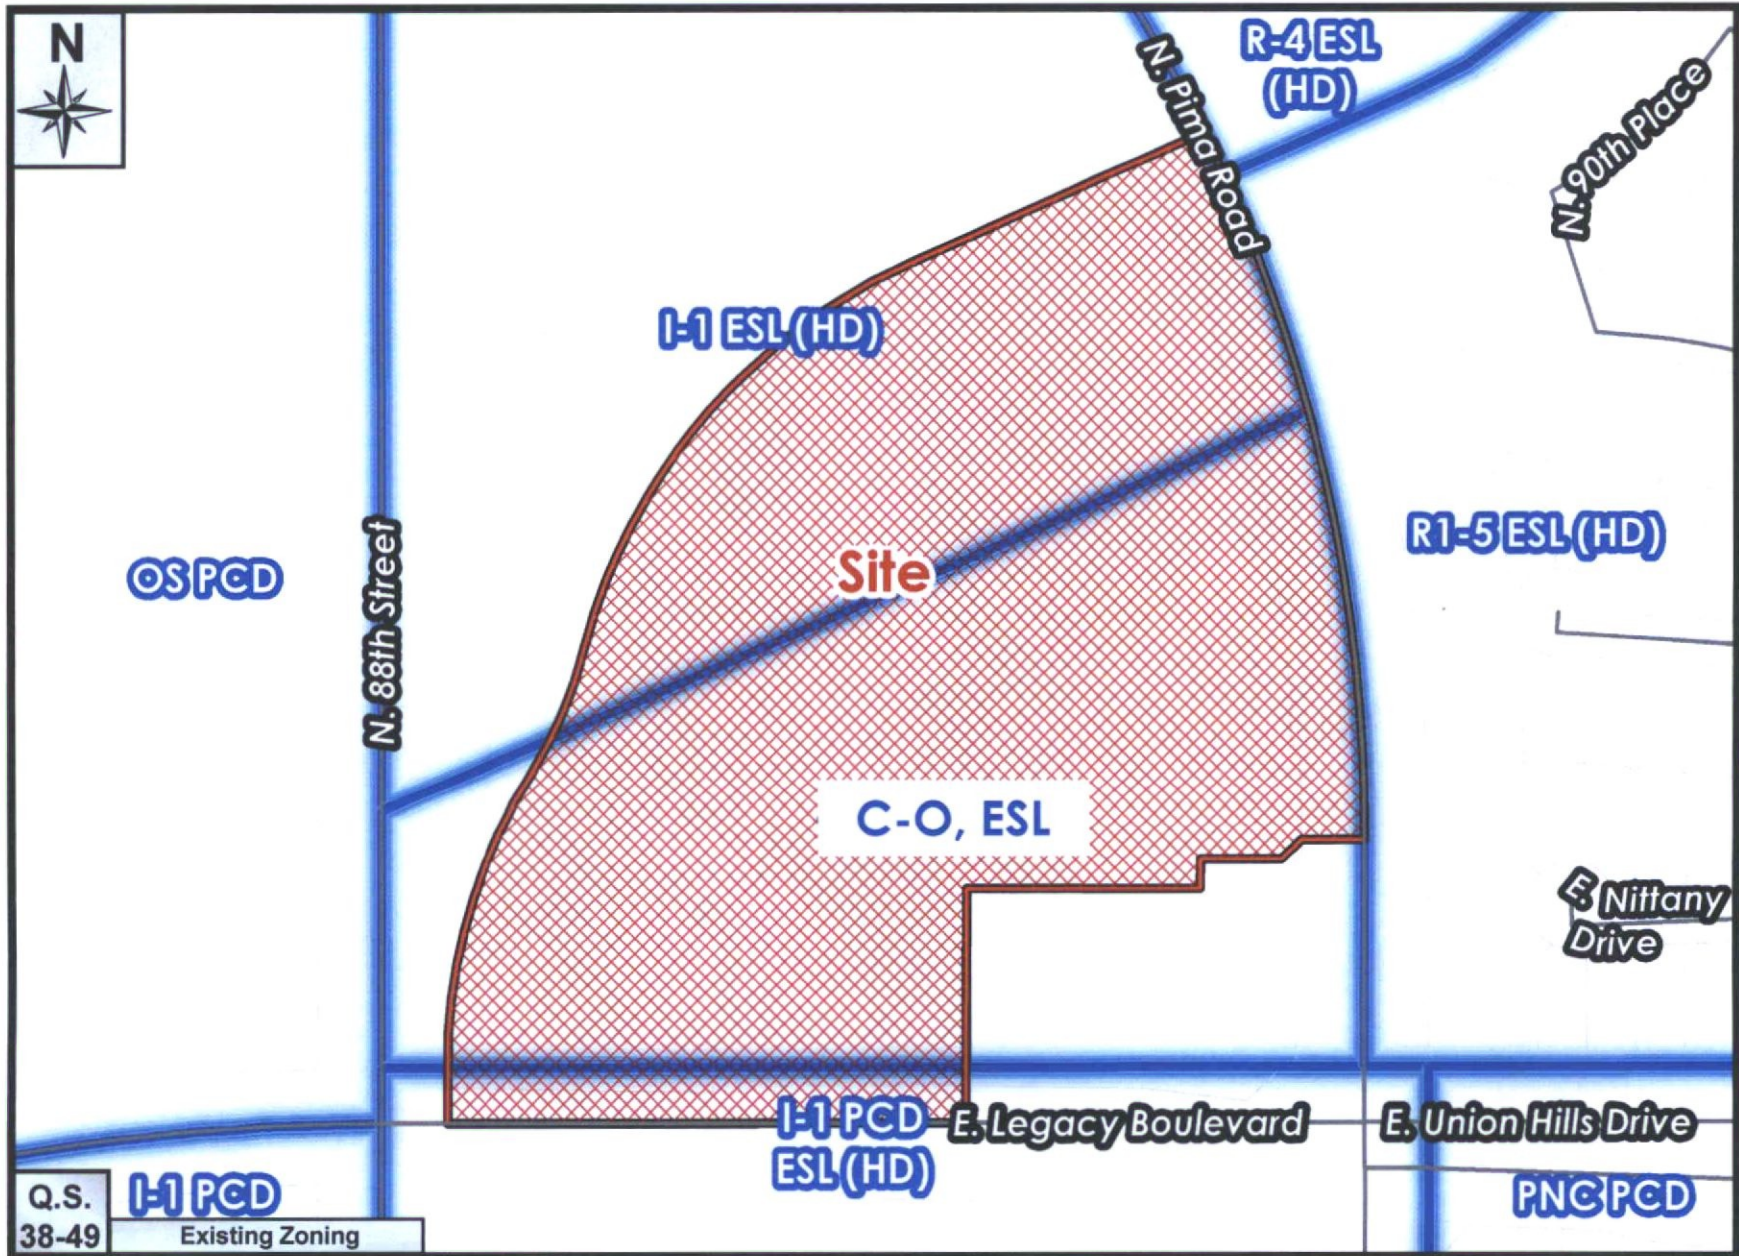 N
R-4 ESL
(HD)
N. Pima Road
N. 90th Place
I-1 ESL (HD)
N. 88th Street
OS PCD
Site
R1-5 ESL (HD)
C-O, ESL
E. Nittany
Drive
I-1 PCD
ESL (HD)
E. Legacy Boulevard
E. Union Hills Drive
I-1 PCD
PNC PCD
Q.S.
38-49
Existing Zoning